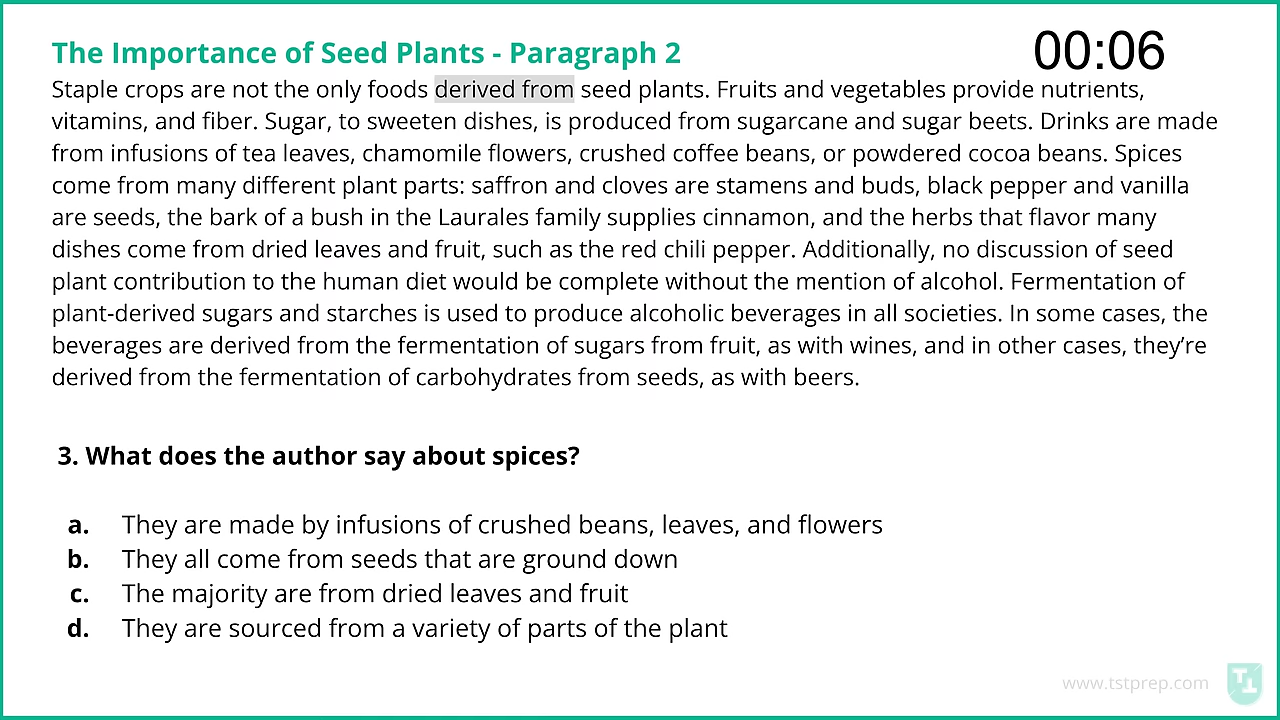 The Importance of Seed Plants - Paragraph 2
00:06
Staple crops are not the only foods derived from seed plants. Fruits and vegetables provide nutrients,
vitamins, and fiber. Sugar, to sweeten dishes, is produced from sugarcane and sugar beets. Drinks are made
from infusions of tea leaves, chamomile flowers, crushed coffee beans, or powdered cocoa beans. Spices
come from many different plant parts: saffron and cloves are stamens and buds, black pepper and vanilla
are seeds, the bark of a bush in the Laurales family supplies cinnamon, and the herbs that flavor many
dishes come from dried leaves and fruit, such as the red chili pepper. Additionally, no discussion of seed
plant contribution to the human diet would be complete without the mention of alcohol. Fermentation of
plant-derived sugars and starches is used to produce alcoholic beverages in all societies. In some cases, the
beverages are derived from the fermentation of sugars from fruit, as with wines, and in other cases, they’re
derived from the fermentation of carbohydrates from seeds, as with beers.
3. What does the author say about spices?
a. They are made by infusions of crushed beans, leaves, and flowers
b. They all come from seeds that are ground down
c. The majority are from dried leaves and fruit
d. They are sourced from a variety of parts of the plant
www.tstprep.com